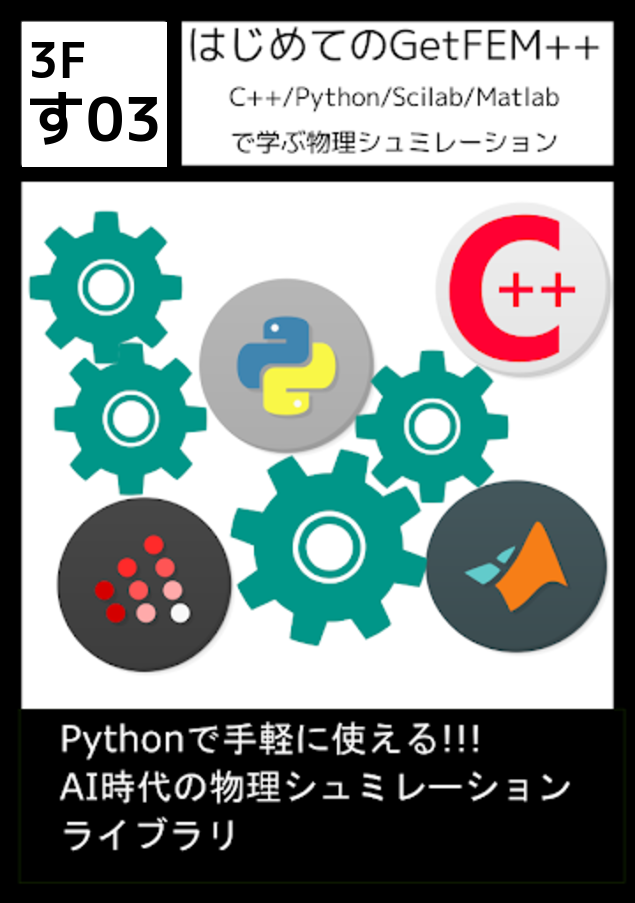 3F
す03
はじめてのGetFEM++
C++/Python/Scilab/Matlab
で学ぶ物理シュミレーション
C++
Pythonで手軽に使える!!!
AI時代の物理シュミレーション
ライブラリ